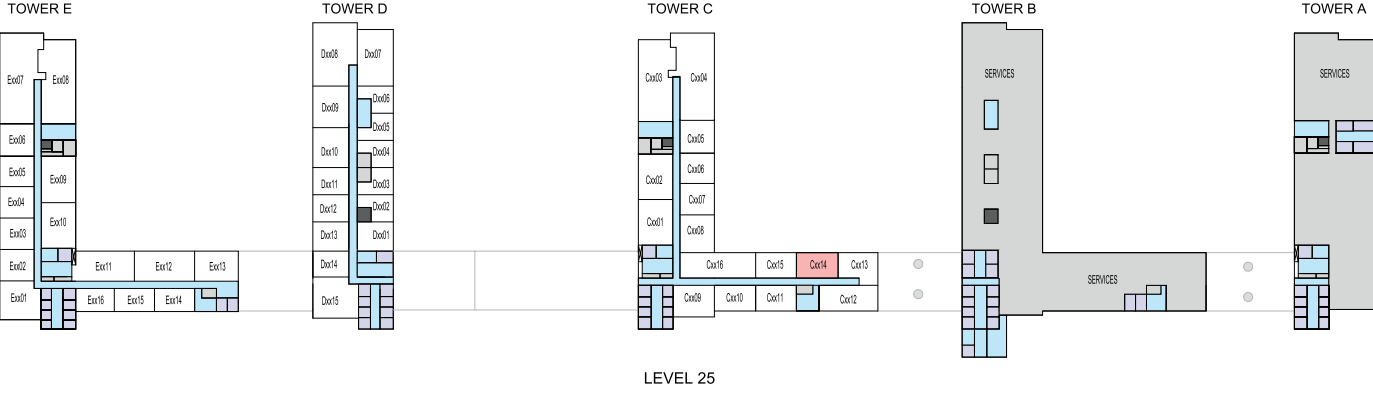 TOWER E
TOWER D
TOWER C
TOWER B
TOWER A
Exx07
Exx08
Exx06
Exx05
Exx09
Exx04
Exx03
Exx10
Exx02
Exx01
Exx11
Exx12
Exx13
Exx16
Exx15
Exx14
Dxx08
Dxx07
Dxx09
Dxx06
Dxx05
Dxx10
Dxx04
Dxx11
Dxx03
Dxx12
Dxx02
Dxx13
Dxx01
Dxx14
Dxx15
Cxx03
Cxx04
Cxx05
Cxx02
Cxx06
Cxx07
Cxx01
Cxx08
Cxx16
Cxx15
Cxx14
Cxx13
Cxx09
Cxx10
Cxx11
Cxx12
SERVICES
SERVICES
SERVICES
LEVEL 25